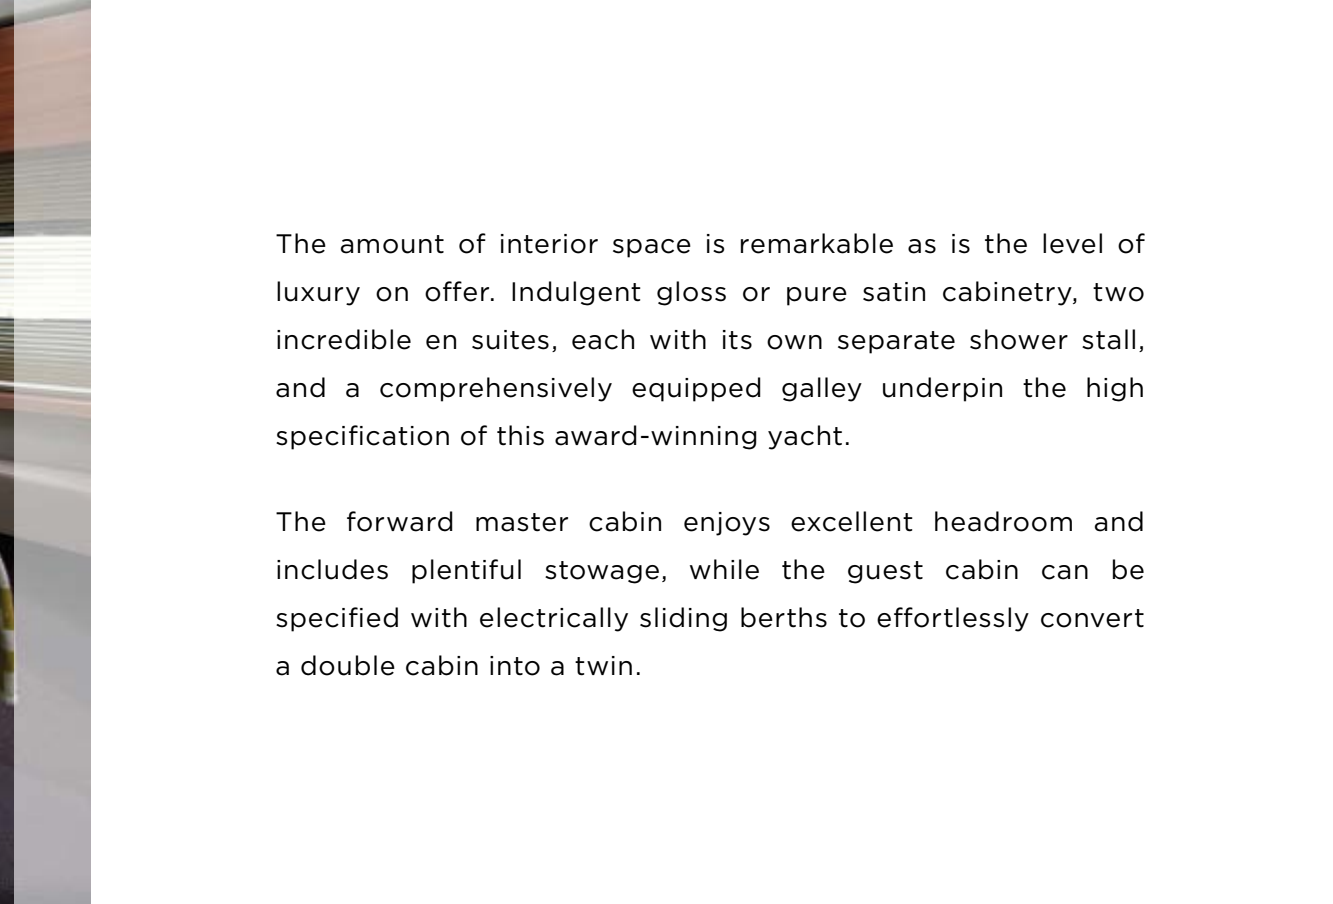 The amount of interior space is remarkable as is the level of
luxury on offer. Indulgent gloss or pure satin cabinetry, two
incredible en suites, each with its own separate shower stall,
and a comprehensively equipped galley underpin the high
specification of this award-winning yacht.
The forward master cabin enjoys excellent headroom and
includes plentiful stowage, while the guest cabin can be
specified with electrically sliding berths to effortlessly convert
a double cabin into a twin.